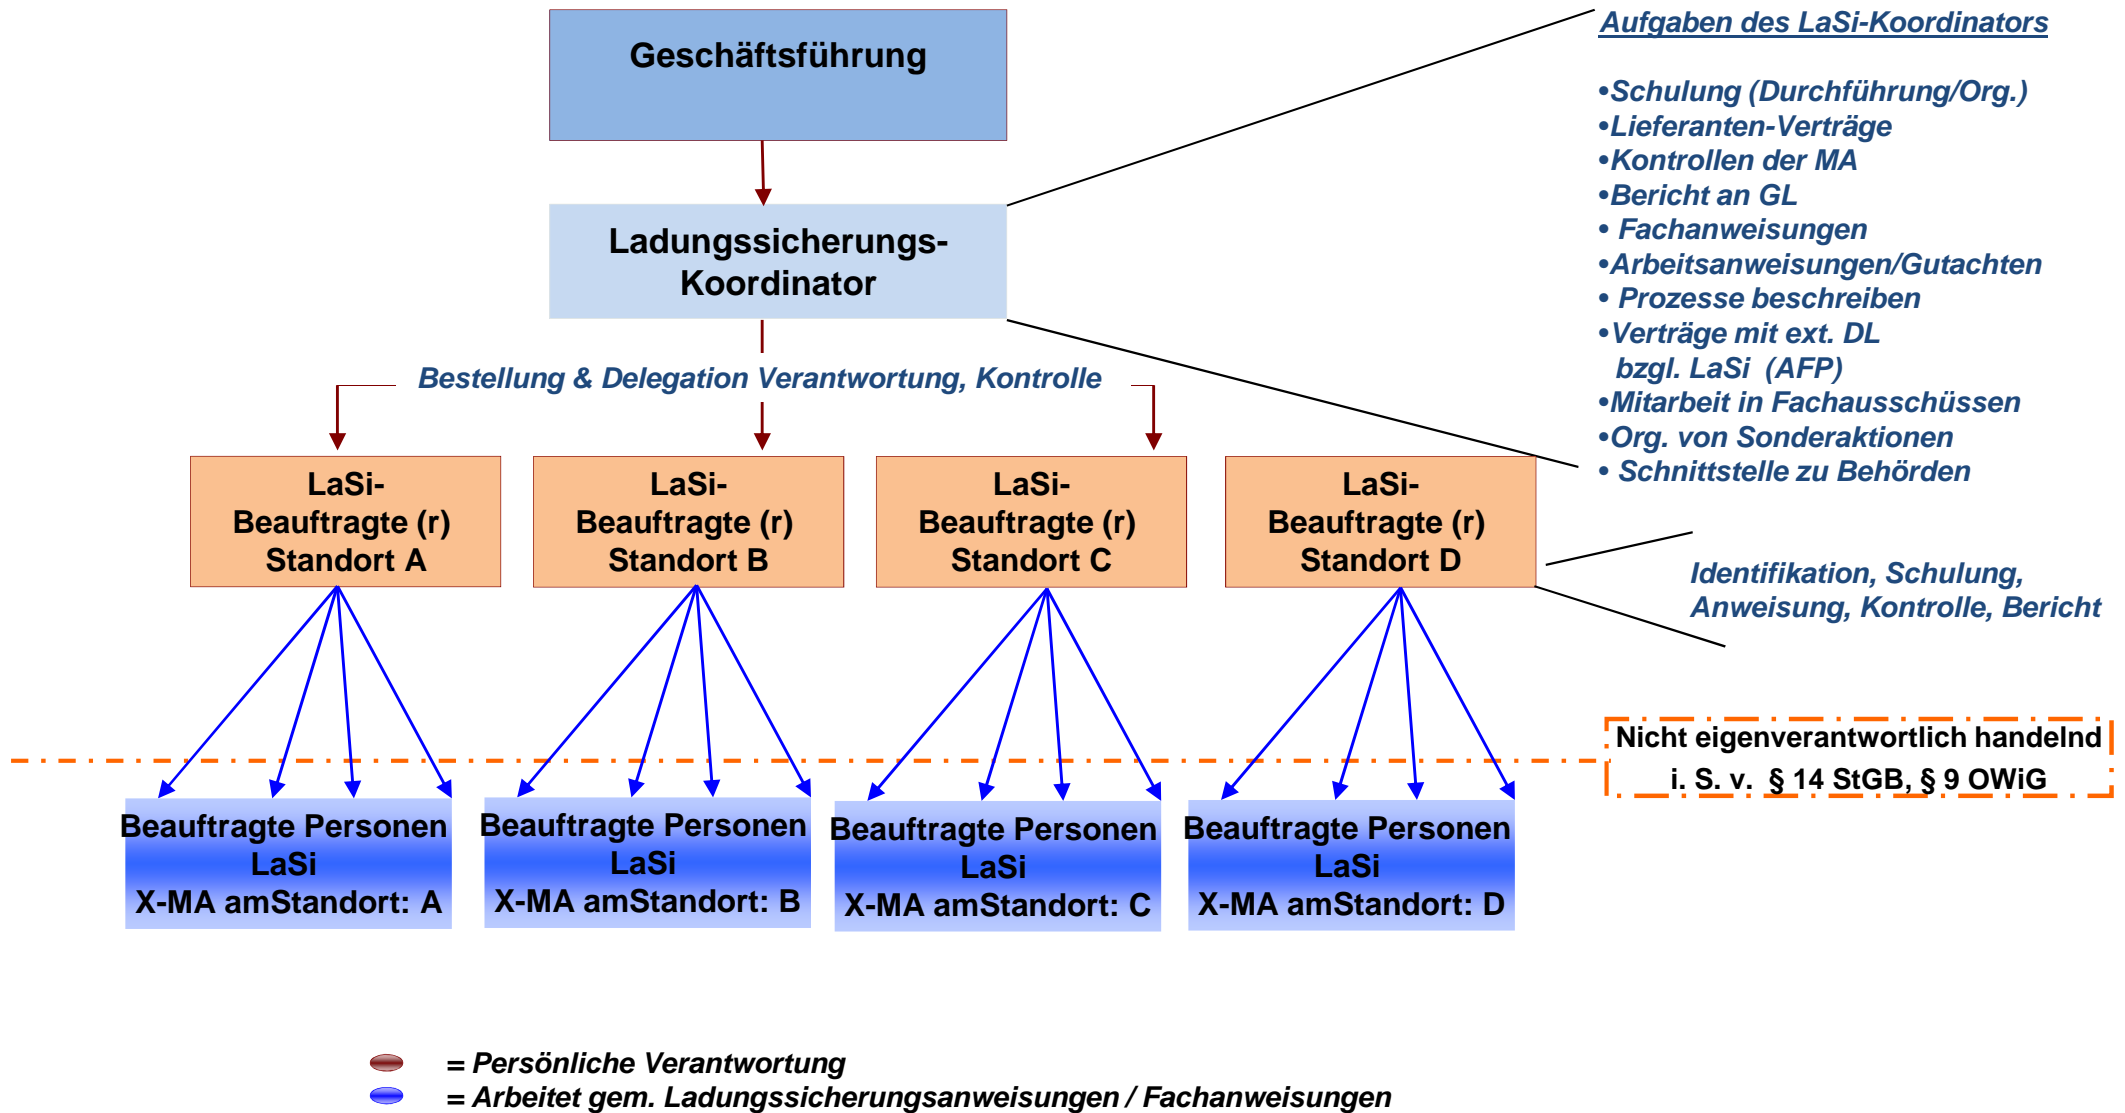 Geschäftsführung
Ladungssicherungs-
Koordinator
Bestellung & Delegation Verantwortung, Kontrolle
LaSi-
Beauftragte (r)
Standort A
LaSi-
Beauftragte (r)
Standort B
LaSi-
Beauftragte (r)
Standort C
LaSi-
Beauftragte (r)
Standort D
Aufgaben des LaSi-Koordinators
•Schulung (Durchführung/Org.)
•Lieferanten-Verträge
•Kontrollen der MA
•Bericht an GL
• Fachanweisungen
•Arbeitsanweisungen/Gutachten
• Prozesse beschreiben
•Verträge mit ext. DL
bzgl. LaSi (AFP)
•Mitarbeit in Fachausschüssen
•Org. von Sonderaktionen
• Schnittstelle zu Behörden
Identifikation, Schulung,
Anweisung, Kontrolle, Bericht
Nicht eigenverantwortlich handelnd
i. S. v. § 14 StGB, § 9 OWiG
Beauftragte Personen
LaSi
X-MA amStandort: A
Beauftragte Personen
LaSi
X-MA amStandort: B
Beauftragte Personen
LaSi
X-MA amStandort: C
Beauftragte Personen
LaSi
X-MA amStandort: D
= Persönliche Verantwortung
= Arbeitet gem. Ladungssicherungsanweisungen / Fachanweisungen